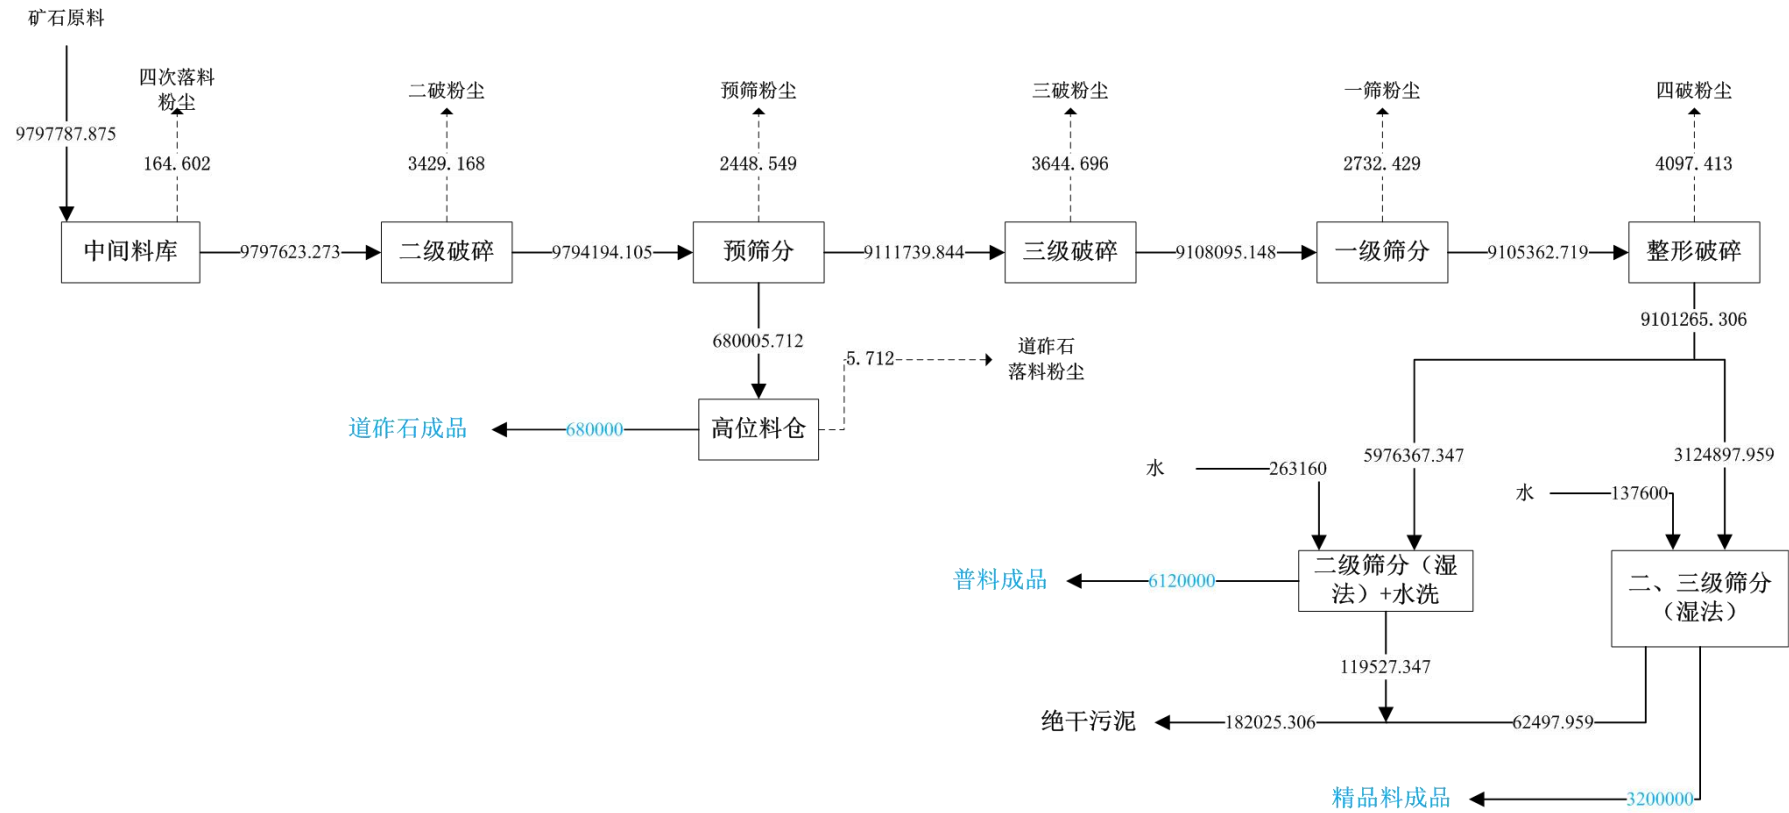 矿石原料
四次落料
粉尘
二破粉尘
预筛粉尘
三破粉尘
一筛粉尘
四破粉尘
9797787.875
164.602
3429.168
2448.549
3644.696
2732.429
4097.413
中间料库
9797623.273
二级破碎
9794194.105
预筛分
9111739.844
三级破碎
9108095.148
一级筛分
9105362.719
整形破碎
9101265.306
680005.712
5.712
道砟石
落料粉尘
道砟石成品
680000
高位料仓
5976367.347
3124897.959
水
263160
水
137600
普料成品
6120000
二级筛分（湿
法）+水洗
二、三级筛分
（湿法）
119527.347
绝干污泥
182025.306
62497.959
精品料成品
3200000